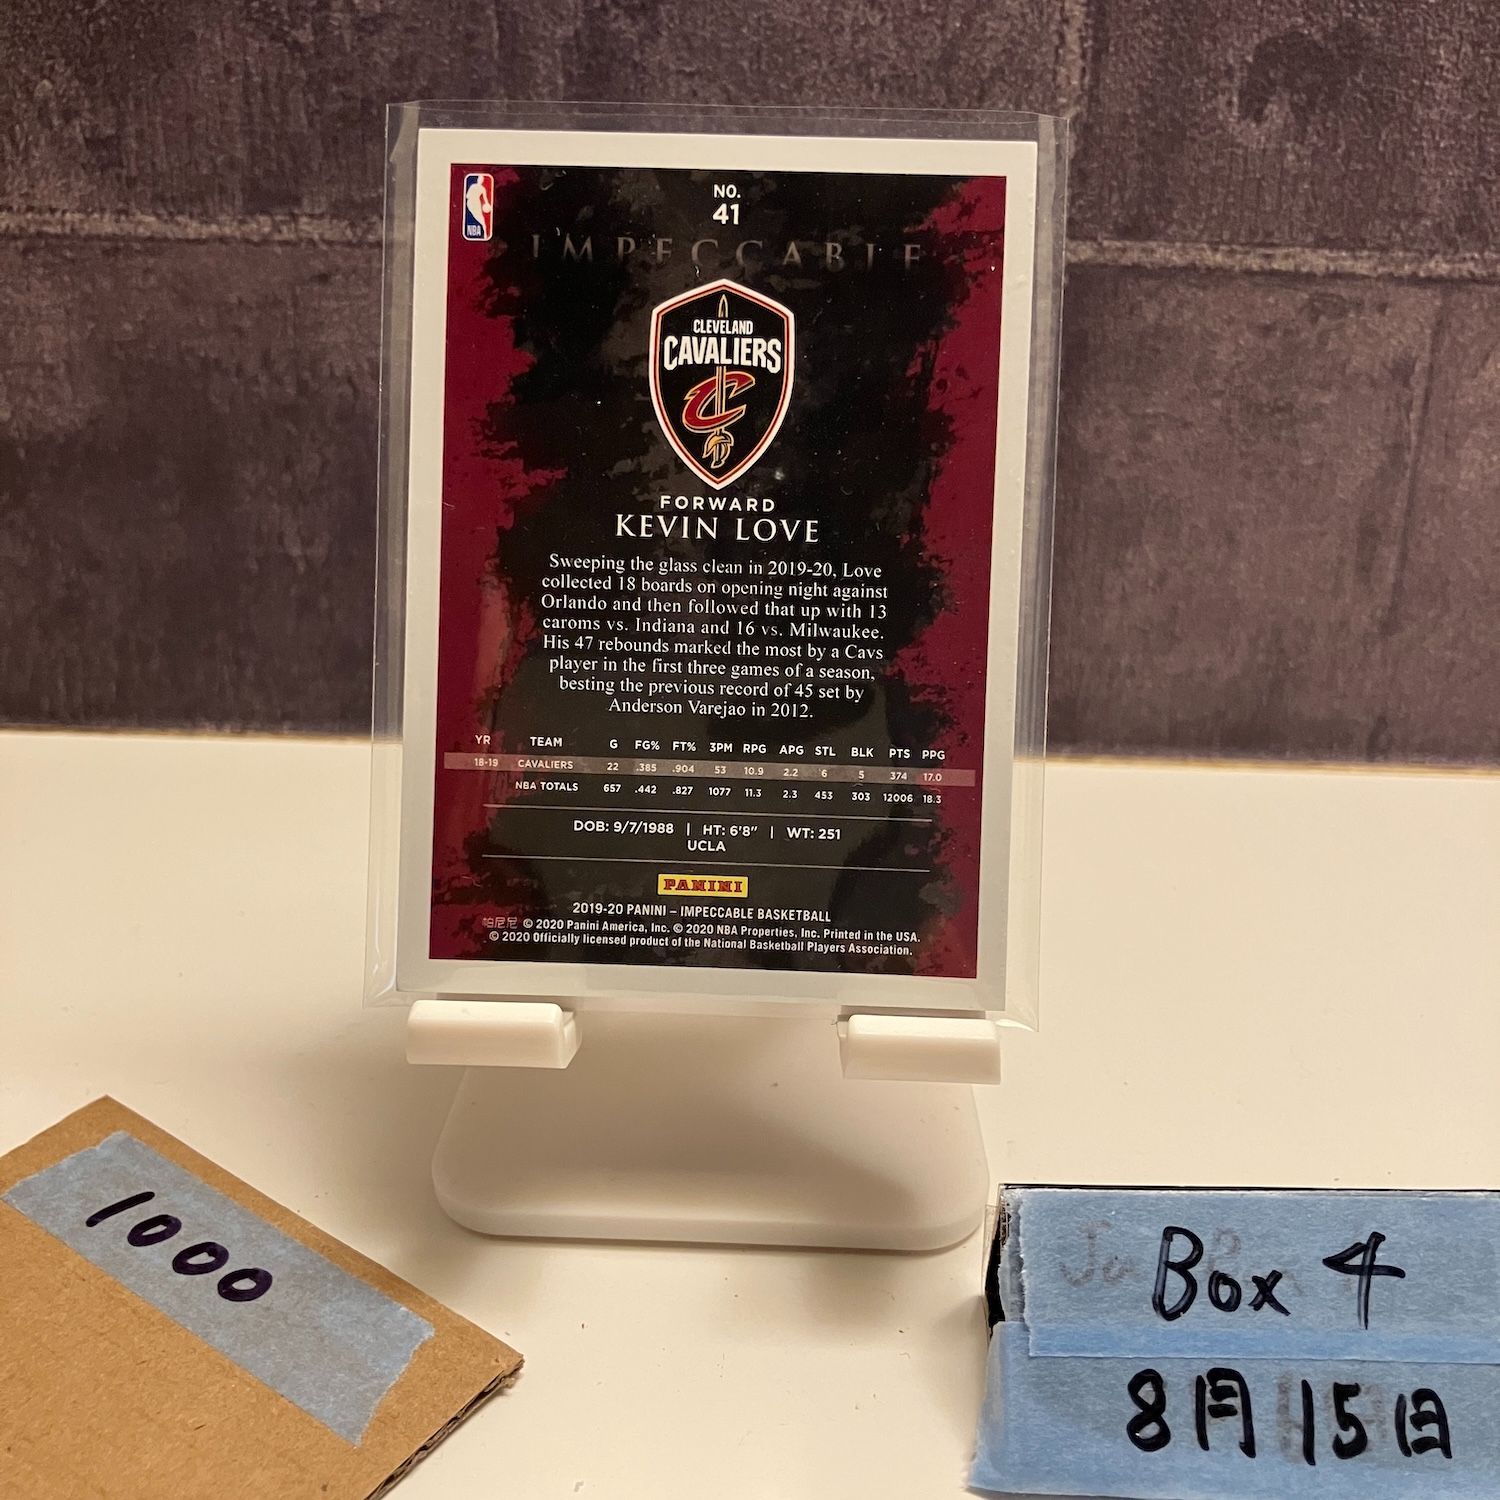 NBA
NO.
41
IMPECCABLE
CLEVELAND
CAVALIERS
C
FORWARD
KEVIN LOVE
Sweeping the glass clean in 2019-20, Love
collected 18 boards on opening night against
Orlando and then followed that up with 13
caroms vs. Indiana and 16 vs. Milwaukee.
His 47 rebounds marked the most by a Cavs
player in the first three games of a season,
besting the previous record of 45 set by
Anderson Varejao in 2012.
YR TEAM G FG% FT% 3PM RPG APG STL BLK PTS PPG
18-19 CAVALIERS 22 .385 .904 53 10.9 2.2 6 5 374 17.0
NBA TOTALS 657 .442 .827 1077 11.3 2.3 453 303 12006 18.3
DOB: 9/7/1988 | HT: 6'8" | WT: 251
UCLA
PANINI
2019-20 PANINI – IMPECCABLE BASKETBALL
帕尼尼 © 2020 Panini America, Inc. © 2020 NBA Properties, Inc. Printed in the USA.
© 2020 Officially licensed product of the National Basketball Players Association.
1000
Box 4
8月15日